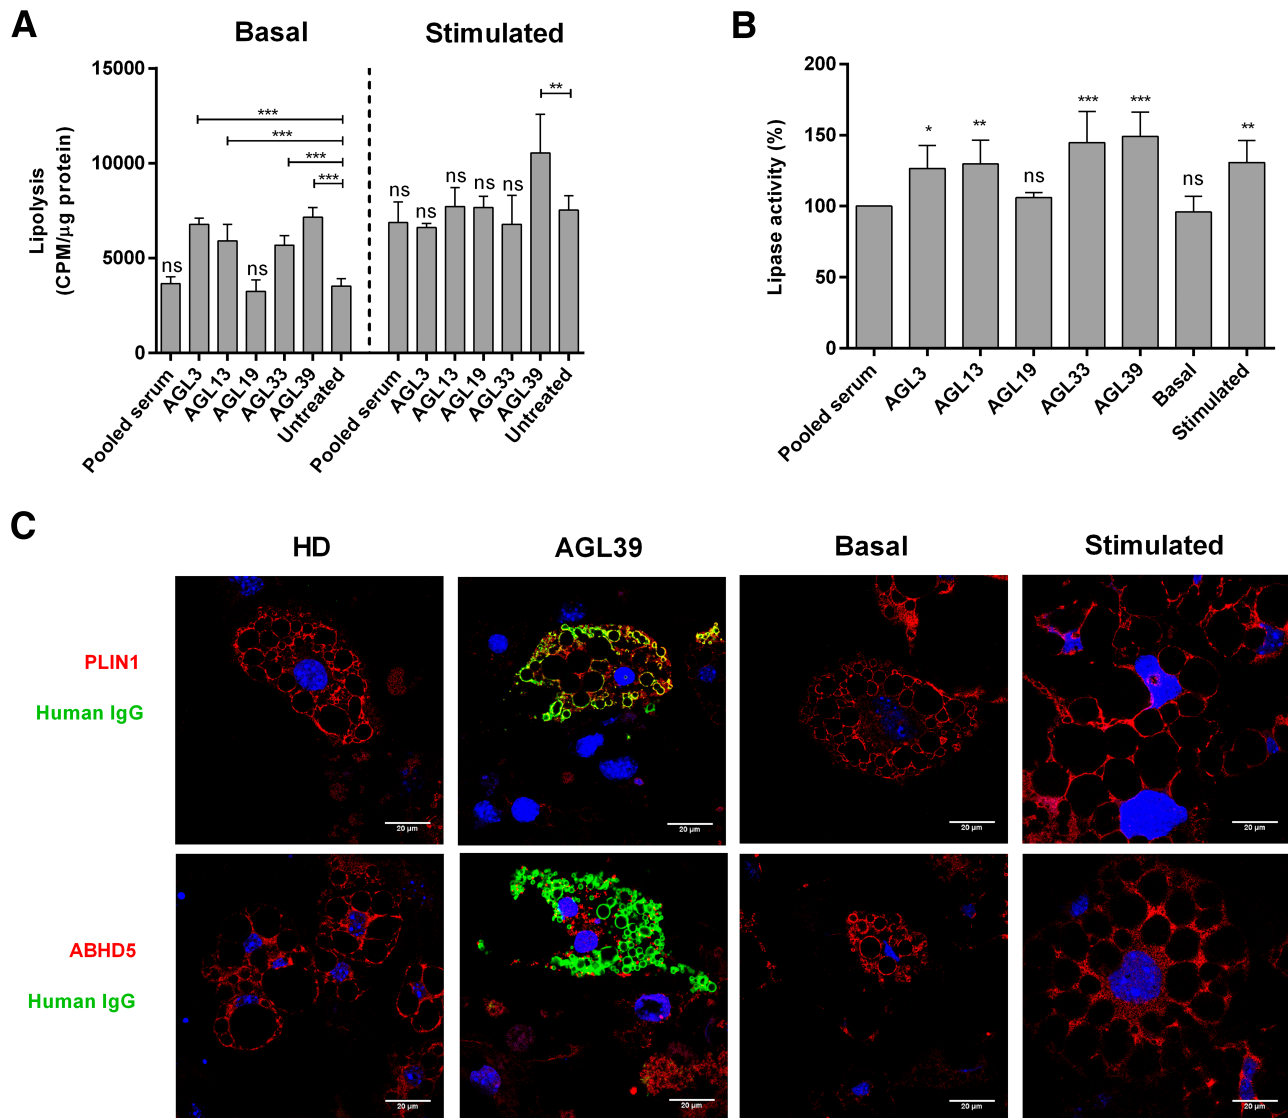 A
Basal
Stimulated
Lipolysis
(CPM/µg protein)
15000
10000
5000
0
***
***
***
***
**
ns
ns
ns
ns
ns
ns
ns
Pooled serum
AGL3
AGL13
AGL19
AGL33
AGL39
Untreated
Pooled serum
AGL3
AGL13
AGL19
AGL33
AGL39
Untreated
B
Lipase activity (%)
200
150
100
50
0
*
**
ns
***
***
ns
**
Pooled serum
AGL3
AGL13
AGL19
AGL33
AGL39
Basal
Stimulated
C
HD
AGL39
Basal
Stimulated
PLIN1
Human IgG
20 µm
20 µm
20 µm
20 µm
ABHD5
Human IgG
20 µm
20 µm
20 µm
20 µm